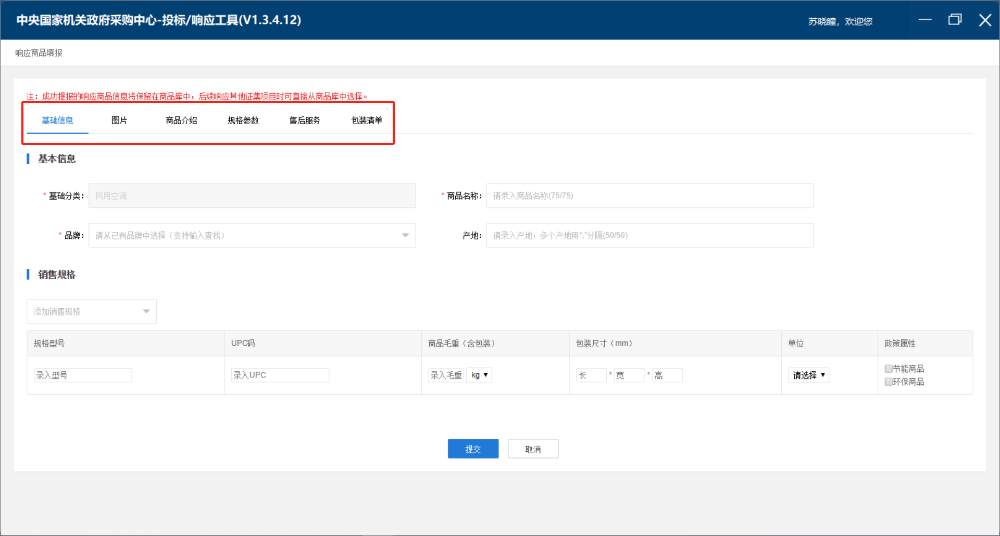 中央国家机关政府采购中心-投标/响应工具(V1.3.4.12)
苏晓瞳，欢迎您
响应商品填报
注：成功提报的响应商品信息将保留在商品库中，后续响应其他征集项目时可直接从商品库中选择。
基础信息 图片 商品介绍 规格参数 售后服务 包装清单
基本信息
* 基础分类： 民用空调 * 商品名称： 请录入商品名称(75/75)
* 品牌： 请从已有品牌中选择（支持输入查找） 产地： 请录入产地，多个产地用“,”分隔(50/50)
销售规格
添加销售规格
规格型号 UPC码 商品毛重（含包装） 包装尺寸（mm） 单位 政策属性
录入型号 录入UPC 录入毛重 kg 长 * 宽 * 高 请选择 节能商品
环保商品
提交 取消